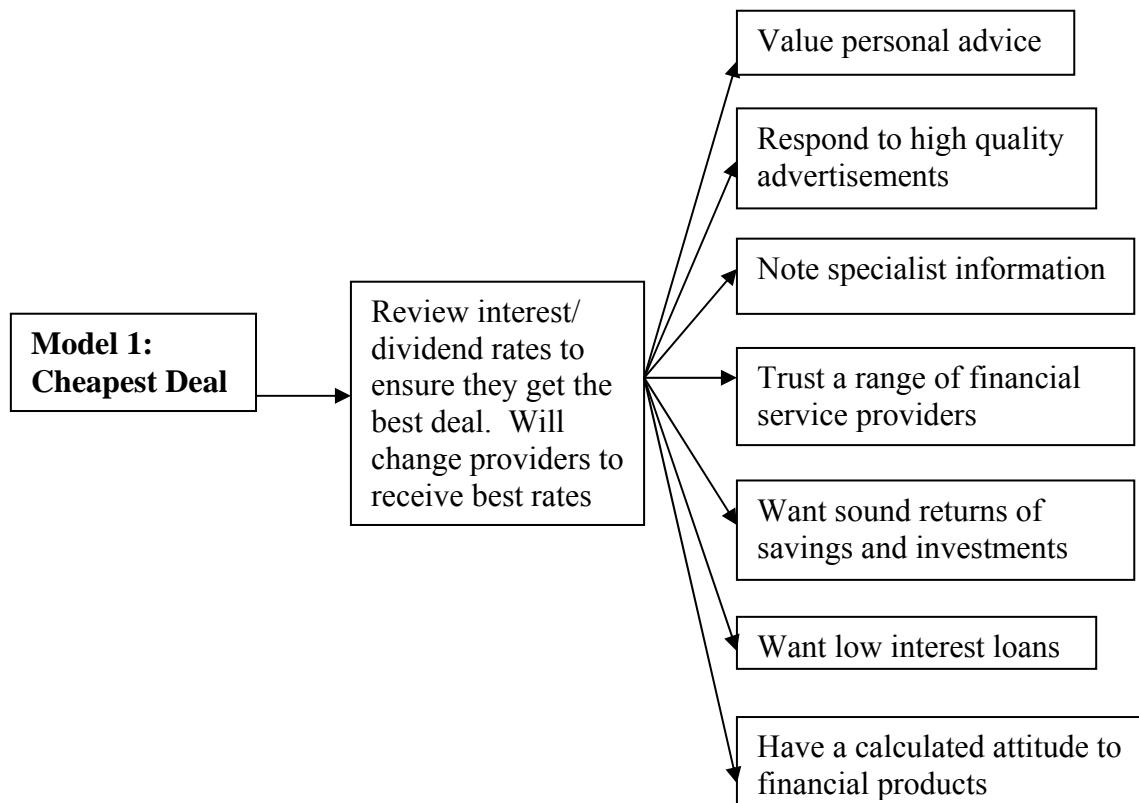 Model 1:
Cheapest Deal
Review interest/
dividend rates to
ensure they get the
best deal.  Will
change providers to
receive best rates
Value personal advice
Respond to high quality
advertisements
Note specialist information
Trust a range of financial
service providers
Want sound returns of
savings and investments
Want low interest loans
Have a calculated attitude to
financial products